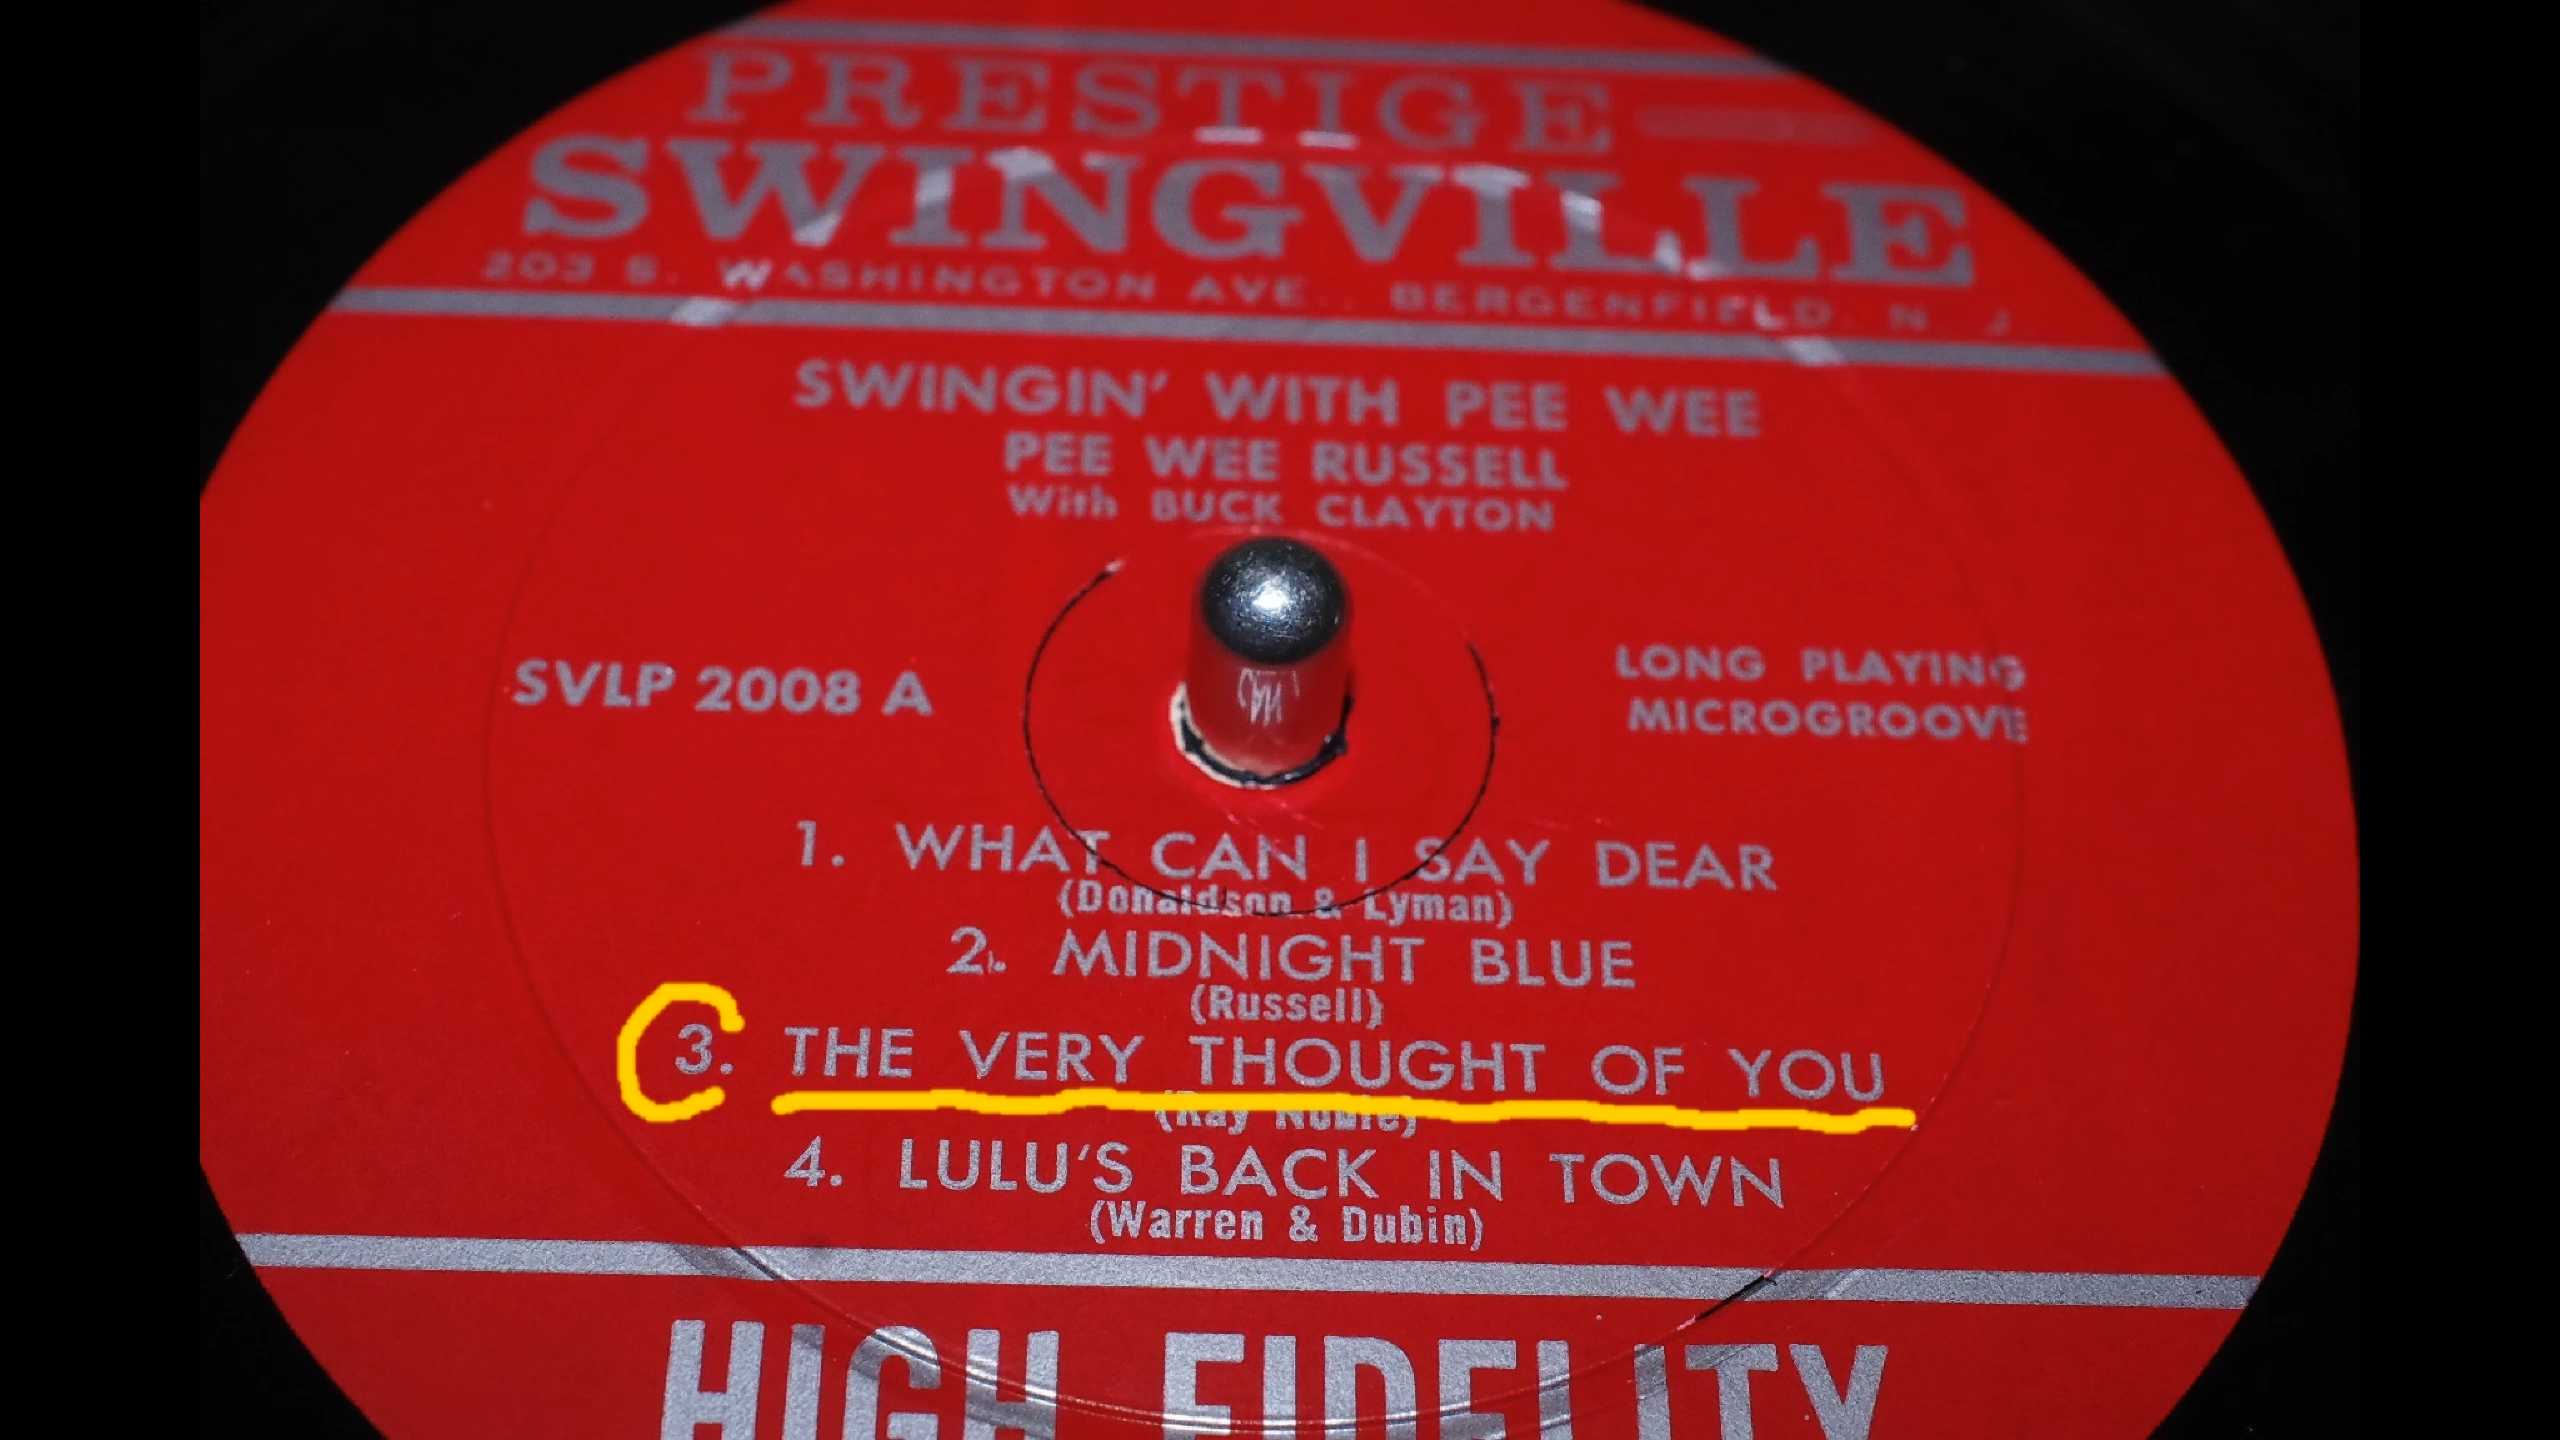 PRESTIGE
SWINGVILLE
203 S. WASHINGTON AVE., BERGENFIELD, N. J.
SWINGIN' WITH PEE WEE
PEE WEE RUSSELL
With BUCK CLAYTON
SVLP 2008 A
LONG PLAYING
MICROGROOVE
1. WHAT CAN I SAY DEAR
(Donaldson & Lyman)
2. MIDNIGHT BLUE
(Russell)
3. THE VERY THOUGHT OF YOU
(Ray Noble)
4. LULU'S BACK IN TOWN
(Warren & Dubin)
HIGH FIDELITY